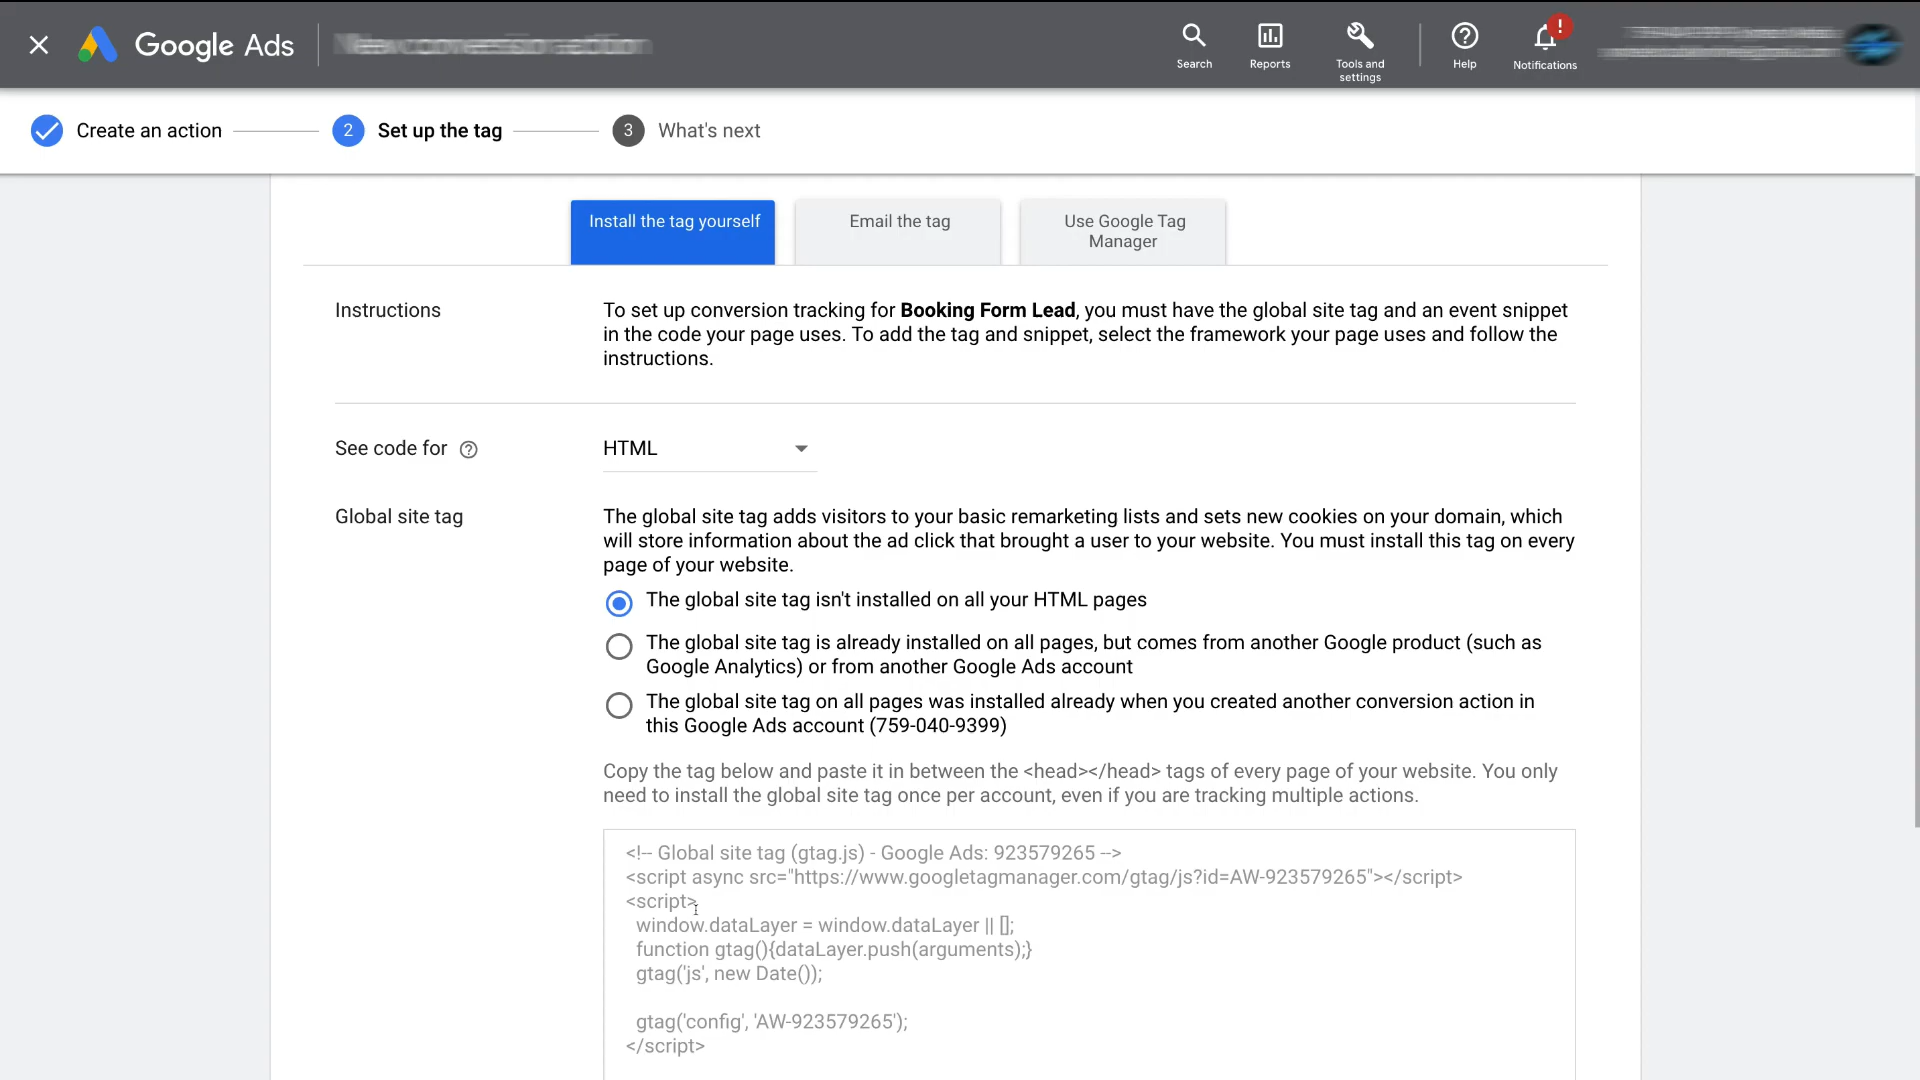 Google Ads
Search
Reports
Tools and
settings
Help
!
Notifications
Create an action
2
Set up the tag
3
What's next
Install the tag yourself
Email the tag
Use Google Tag
Manager
Instructions
To set up conversion tracking for Booking Form Lead, you must have the global site tag and an event snippet
in the code your page uses. To add the tag and snippet, select the framework your page uses and follow the
instructions.
See code for ?
HTML
Global site tag
The global site tag adds visitors to your basic remarketing lists and sets new cookies on your domain, which
will store information about the ad click that brought a user to your website. You must install this tag on every
page of your website.
The global site tag isn't installed on all your HTML pages
The global site tag is already installed on all pages, but comes from another Google product (such as
Google Analytics) or from another Google Ads account
The global site tag on all pages was installed already when you created another conversion action in
this Google Ads account (759-040-9399)
Copy the tag below and paste it in between the <head></head> tags of every page of your website. You only
need to install the global site tag once per account, even if you are tracking multiple actions.
<!-- Global site tag (gtag.js) - Google Ads: 923579265 -->
<script async src="https://www.googletagmanager.com/gtag/js?id=AW-923579265"></script>
<script>
window.dataLayer = window.dataLayer || [];
function gtag(){dataLayer.push(arguments);}
gtag('js', new Date());
gtag('config', 'AW-923579265');
</script>